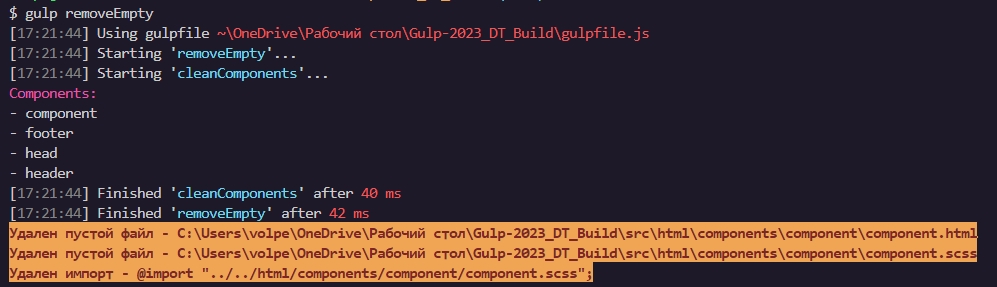 $ gulp removeEmpty
[17:21:44] Using gulpfile ~\OneDrive\Рабочий стол\Gulp-2023_DT_Build\gulpfile.js
[17:21:44] Starting 'removeEmpty'...
[17:21:44] Starting 'cleanComponents'...
Components:
- component
- footer
- head
- header
[17:21:44] Finished 'cleanComponents' after 40 ms
[17:21:44] Finished 'removeEmpty' after 42 ms
Удален пустой файл - C:\Users\volpe\OneDrive\Рабочий стол\Gulp-2023_DT_Build\src\html\components\component\component.html
Удален пустой файл - C:\Users\volpe\OneDrive\Рабочий стол\Gulp-2023_DT_Build\src\html\components\component\component.scss
Удален импорт - @import "../../html/components/component/component.scss";